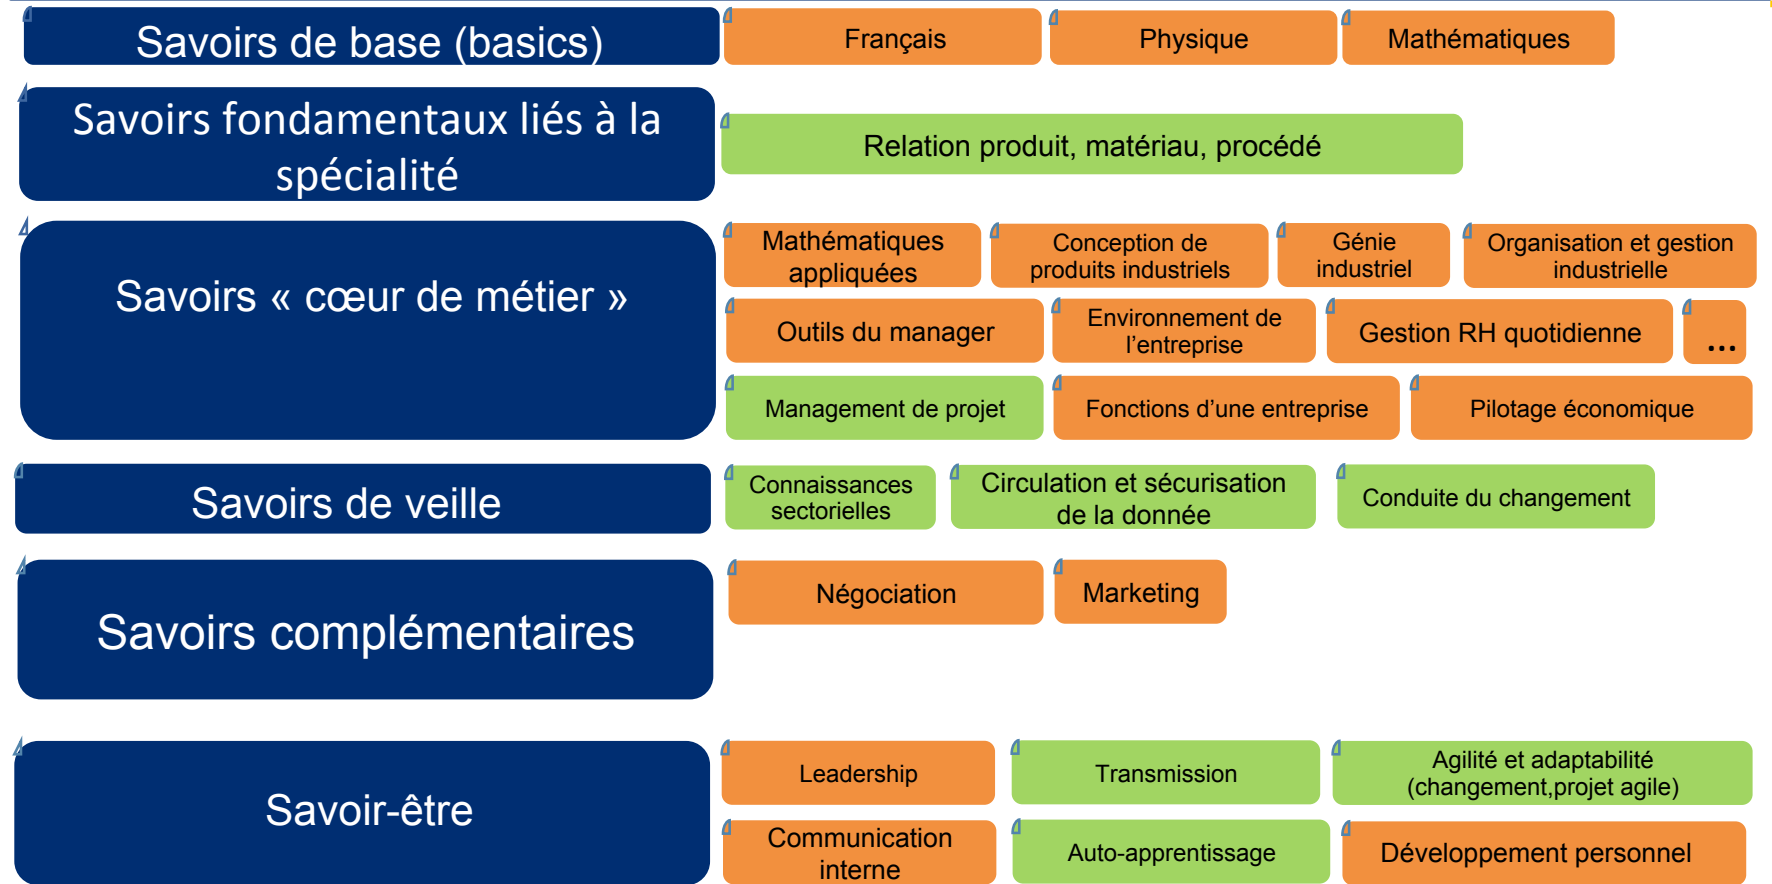 Savoirs de base (basics)
Français
Physique
Mathématiques
Savoirs fondamentaux liés à la
spécialité
Relation produit, matériau, procédé
Savoirs « cœur de métier »
Mathématiques
appliquées
Conception de
produits industriels
Génie
industriel
Organisation et gestion
industrielle
Outils du manager
Environnement de
l’entreprise
Gestion RH quotidienne
...
Management de projet
Fonctions d’une entreprise
Pilotage économique
Savoirs de veille
Connaissances
sectorielles
Circulation et sécurisation
de la donnée
Conduite du changement
Savoirs complémentaires
Négociation
Marketing
Savoir-être
Leadership
Transmission
Agilité et adaptabilité
(changement,projet agile)
Communication
interne
Auto-apprentissage
Développement personnel